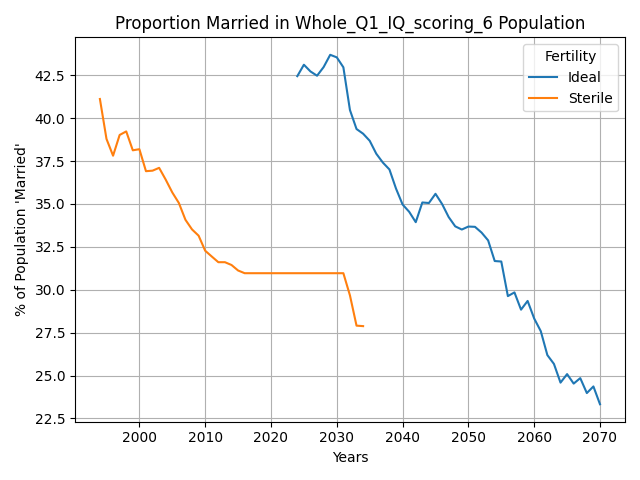 Proportion Married in Whole_Q1_IQ_scoring_6 Population
Fertility
Ideal
Sterile
% of Population 'Married'
42.5
40.0
37.5
35.0
32.5
30.0
27.5
25.0
22.5
2000
2010
2020
2030
2040
2050
2060
2070
Years